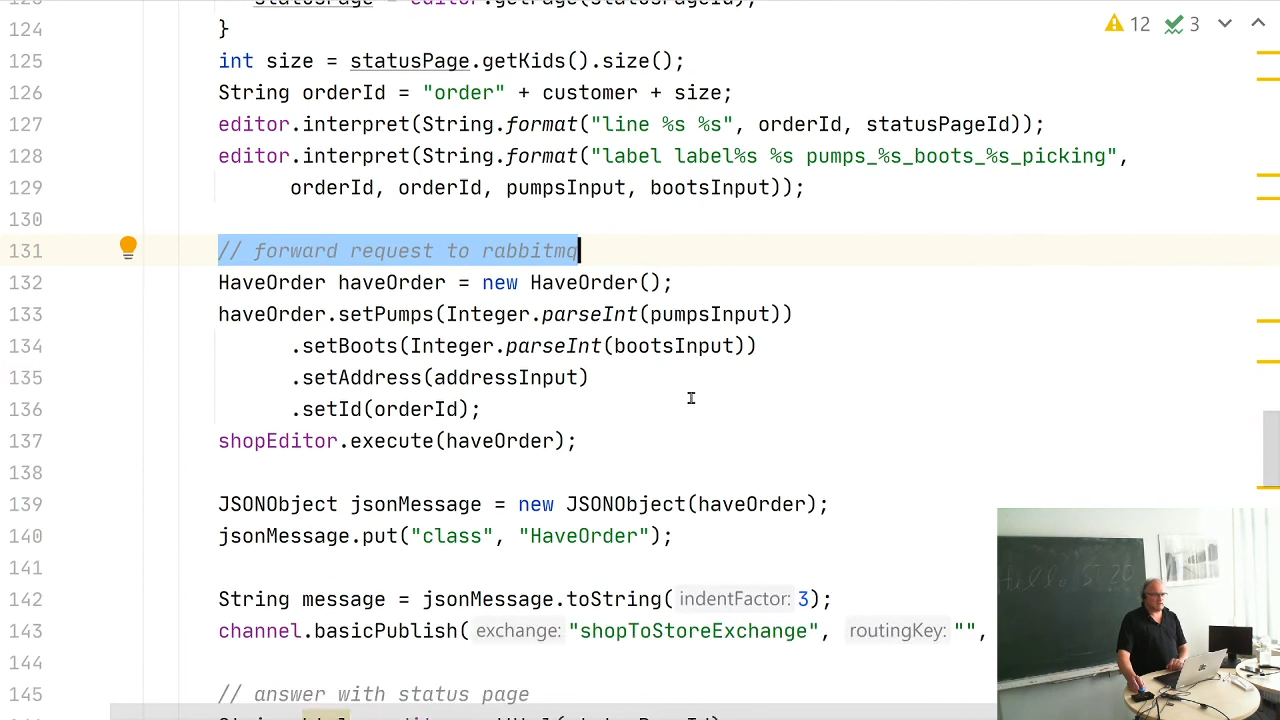 124 }
125 int size = statusPage.getKids().size();
126 String orderId = "order" + customer + size;
127 editor.interpret(String.format("line %s %s", orderId, statusPageId));
128 editor.interpret(String.format("label label%s %s pumps_%s_boots_%s_picking",
129 orderId, orderId, pumpsInput, bootsInput));
130
131 // forward request to rabbitmq
132 HaveOrder haveOrder = new HaveOrder();
133 haveOrder.setPumps(Integer.parseInt(pumpsInput))
134 .setBoots(Integer.parseInt(bootsInput))
135 .setAddress(addressInput)
136 .setId(orderId);
137 shopEditor.execute(haveOrder);
138
139 JSONObject jsonMessage = new JSONObject(haveOrder);
140 jsonMessage.put("class", "HaveOrder");
141
142 String message = jsonMessage.toString( indentFactor: 3);
143 channel.basicPublish( exchange: "shopToStoreExchange", routingKey: "",
144
145 // answer with status page
12 3